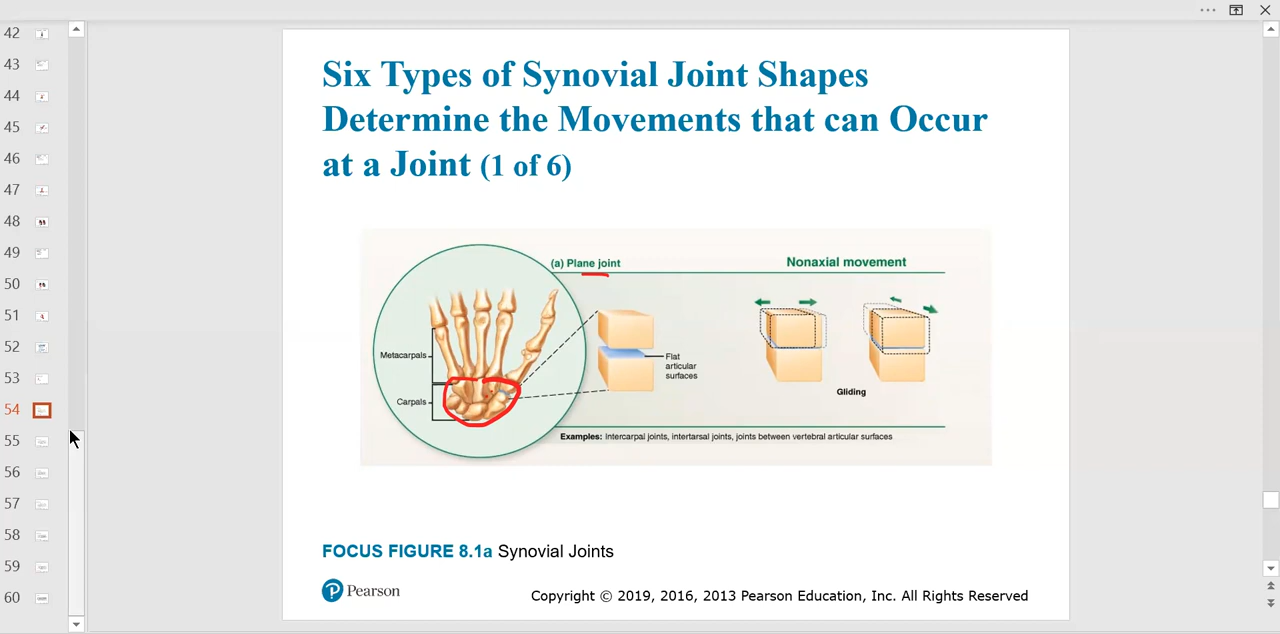 42
43
44
45
46
47
48
49
50
51
52
53
54
55
56
57
58
59
60
Six Types of Synovial Joint Shapes
Determine the Movements that can Occur
at a Joint (1 of 6)
(a) Plane joint
Nonaxial movement
Metacarpals
Carpals
Flat
articular
surfaces
Gliding
Examples: Intercarpal joints, intertarsal joints, joints between vertebral articular surfaces
FOCUS FIGURE 8.1a Synovial Joints
Pearson
Copyright © 2019, 2016, 2013 Pearson Education, Inc. All Rights Reserved